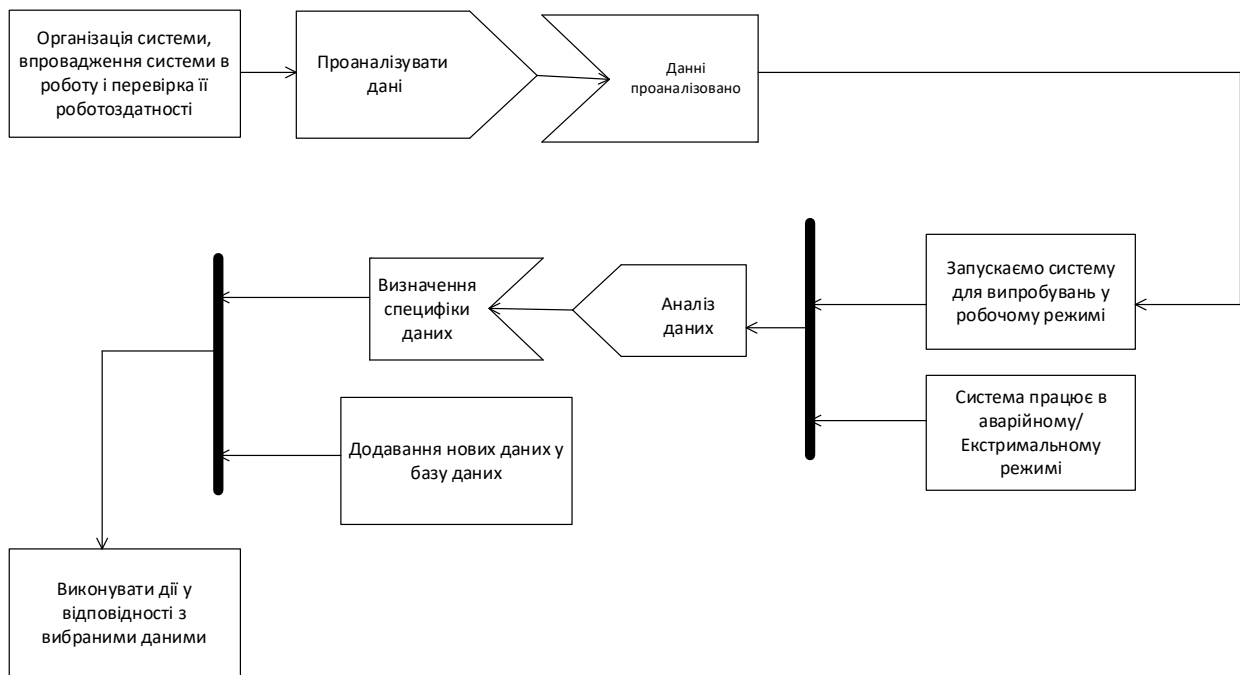 Організація системи,
впровадження системи в
роботу і перевірка її
роботоздатності
Проаналізувати
дані
Данні
проаналізовано
Запускаємо систему
для випробувань у
робочому режимі
Система працює в
аварійному/
Екстримальному
режимі
Аналіз
даних
Визначення
специфіки
даних
Додавання нових даних у
базу даних
Виконувати дії у
відповідності з
вибраними даними